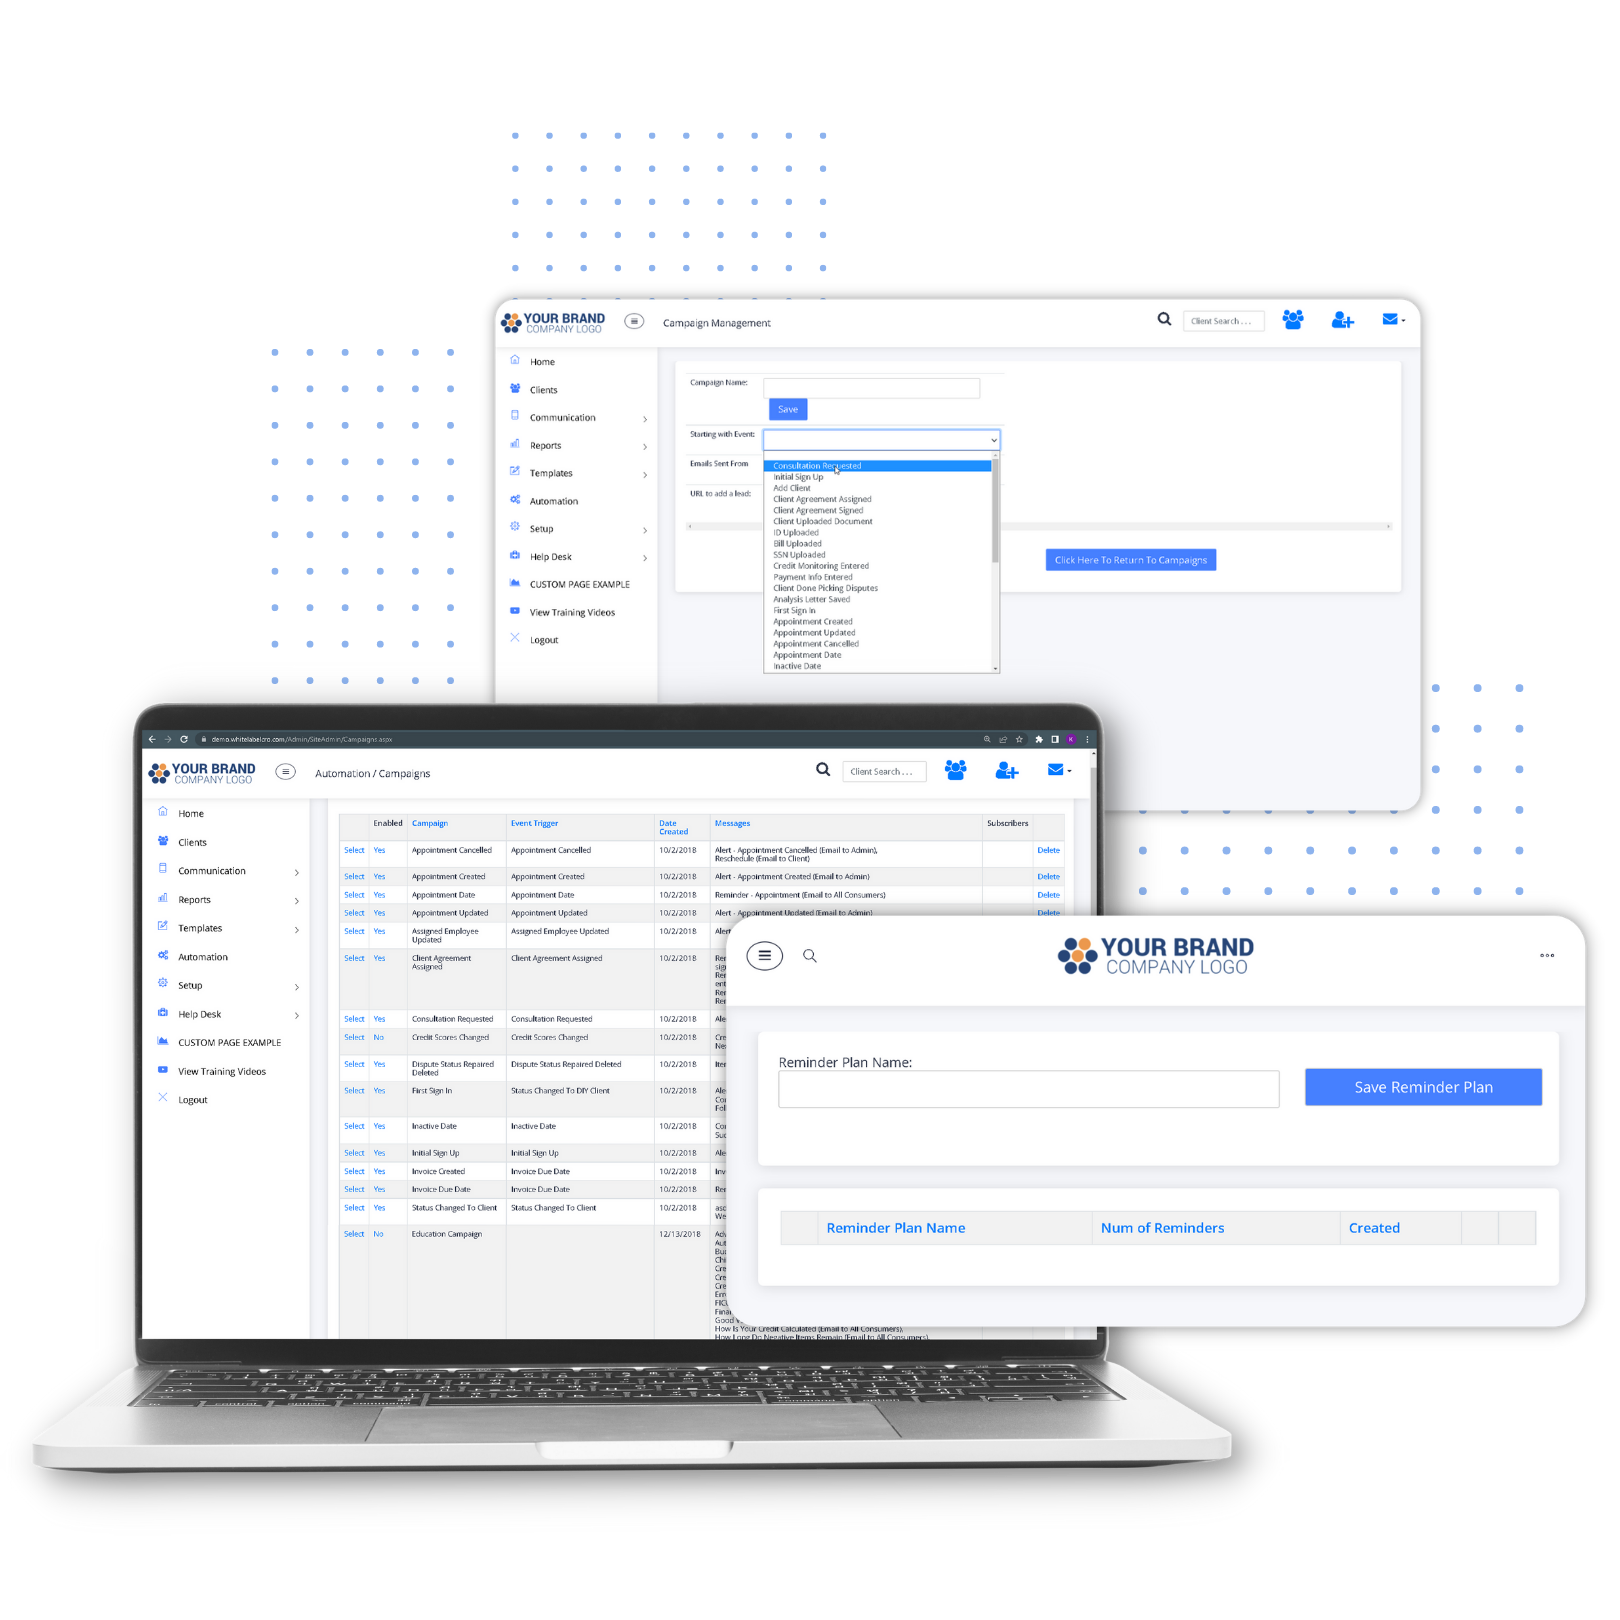 YOUR BRAND
COMPANY LOGO
Campaign Management
Client Search . . .
Home
Clients
Communication
Reports
Templates
Automation
Setup
Help Desk
CUSTOM PAGE EXAMPLE
View Training Videos
Logout
Campaign Name:
Save
Starting with Event:
Emails Sent From
URL to add a lead:
Consultation Requested
Initial Sign Up
Add Client
Client Agreement Assigned
Client Agreement Signed
Client Uploaded Document
ID Uploaded
Bill Uploaded
SSN Uploaded
Credit Monitoring Entered
Payment Info Entered
Client Done Picking Disputes
Analysis Letter Saved
First Sign In
Appointment Created
Appointment Updated
Appointment Cancelled
Appointment Date
Inactive Date
Click Here To Return To Campaigns
demo.whitelabelcro.com/Admin/SiteAdmin/Campaigns.aspx
K
YOUR BRAND
COMPANY LOGO
Automation / Campaigns
Client Search . . .
Home
Clients
Communication
Reports
Templates
Automation
Setup
Help Desk
CUSTOM PAGE EXAMPLE
View Training Videos
Logout
Enabled Campaign Event Trigger Date Created Messages Subscribers
Select Yes Appointment Cancelled Appointment Cancelled 10/2/2018 Alert - Appointment Cancelled (Email to Admin), Delete
Reschedule (Email to Client)
Select Yes Appointment Created Appointment Created 10/2/2018 Alert - Appointment Created (Email to Admin) Delete
Select Yes Appointment Date Appointment Date 10/2/2018 Reminder - Appointment (Email to All Consumers) Delete
Select Yes Appointment Updated Appointment Updated 10/2/2018 Alert - Appointment Updated (Email to Admin) Delete
Select Yes Assigned Employee Updated Assigned Employee Updated 10/2/2018
Select Yes Client Agreement Assigned Client Agreement Assigned 10/2/2018
Select Yes Consultation Requested Consultation Requested 10/2/2018
Select No Credit Scores Changed Credit Scores Changed 10/2/2018
Select Yes Dispute Status Repaired Deleted Dispute Status Repaired Deleted 10/2/2018
Select Yes First Sign In Status Changed To DIY Client 10/2/2018
Select Yes Inactive Date Inactive Date 10/2/2018
Select Yes Initial Sign Up Initial Sign Up 10/2/2018
Select Yes Invoice Created Invoice Due Date 10/2/2018
Select Yes Invoice Due Date Invoice Due Date 10/2/2018
Select Yes Status Changed To Client Status Changed To Client 10/2/2018
Select No Education Campaign 12/13/2018
Good
How Is Your Credit Calculated (Email to All Consumers),
How Long Do Negative Items Remain (Email to All Consumers),
YOUR BRAND
COMPANY LOGO
Reminder Plan Name:
Save Reminder Plan
Reminder Plan Name Num of Reminders Created
control option command command option